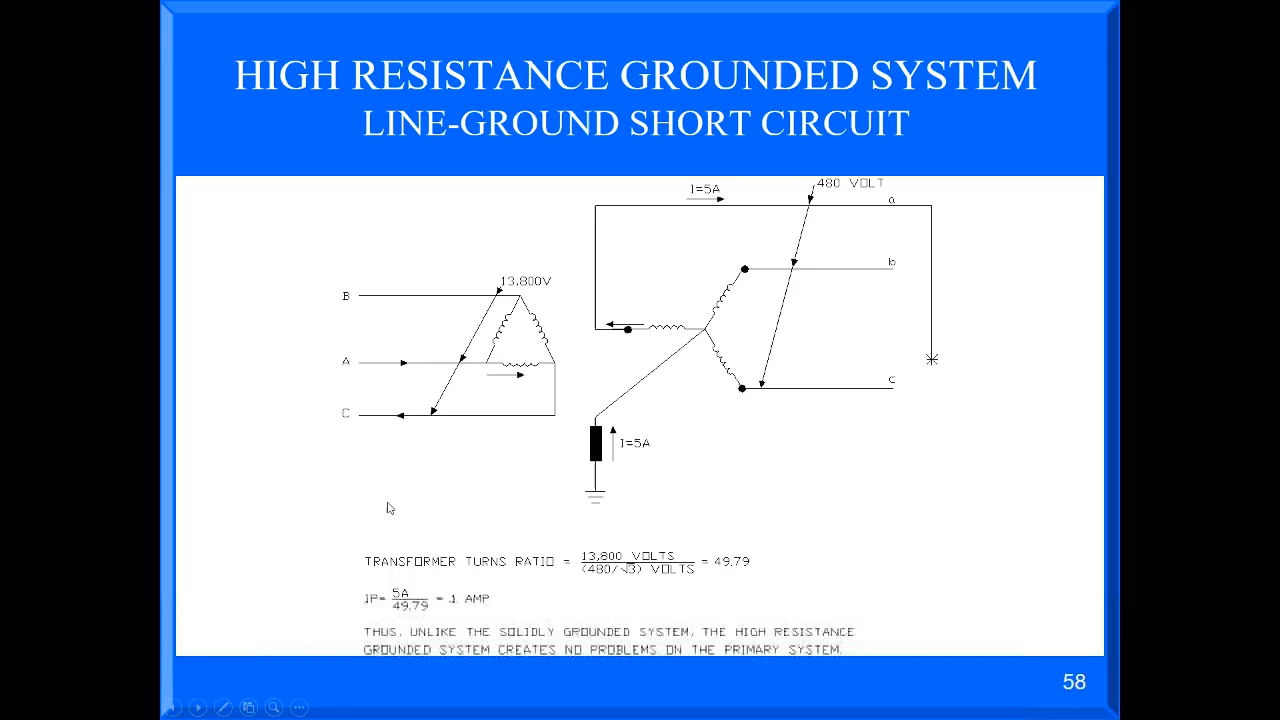 HIGH RESISTANCE GROUNDED SYSTEM
LINE-GROUND SHORT CIRCUIT
I=5A
480 VOLT
a
b
13,800V
B
A
C
c
I=5A
TRANSFORMER TURNS RATIO = 13,800 VOLTS / (480/√3) VOLTS = 49.79
IP= 5A / 49.79 = .1 AMP
THUS, UNLIKE THE SOLIDLY GROUNDED SYSTEM, THE HIGH RESISTANCE
GROUNDED SYSTEM CREATES NO PROBLEMS ON THE PRIMARY SYSTEM.
58